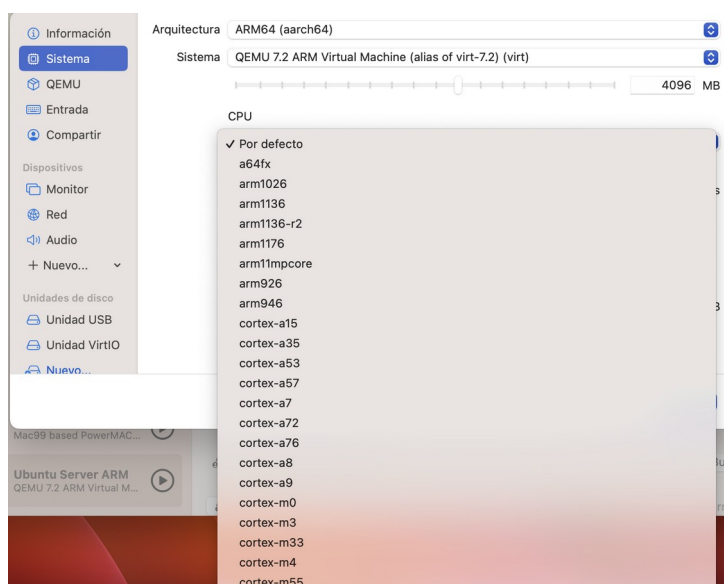 Información
Sistema
QEMU
Entrada
Compartir
Dispositivos
Monitor
Red
Audio
+ Nuevo...
Unidades de disco
Unidad USB
Unidad VirtIO
Nuevo...
Arquitectura ARM64 (aarch64)
Sistema QEMU 7.2 ARM Virtual Machine (alias of virt-7.2) (virt)
4096 MB
CPU
✓ Por defecto
a64fx
arm1026
arm1136
arm1136-r2
arm1176
arm11mpcore
arm926
arm946
cortex-a15
cortex-a35
cortex-a53
cortex-a57
cortex-a7
cortex-a72
cortex-a76
cortex-a8
cortex-a9
cortex-m0
cortex-m3
cortex-m33
cortex-m4
cortex-m55
Mac99 based PowerMAC...
Ubuntu Server ARM
QEMU 7.2 ARM Virtual M...